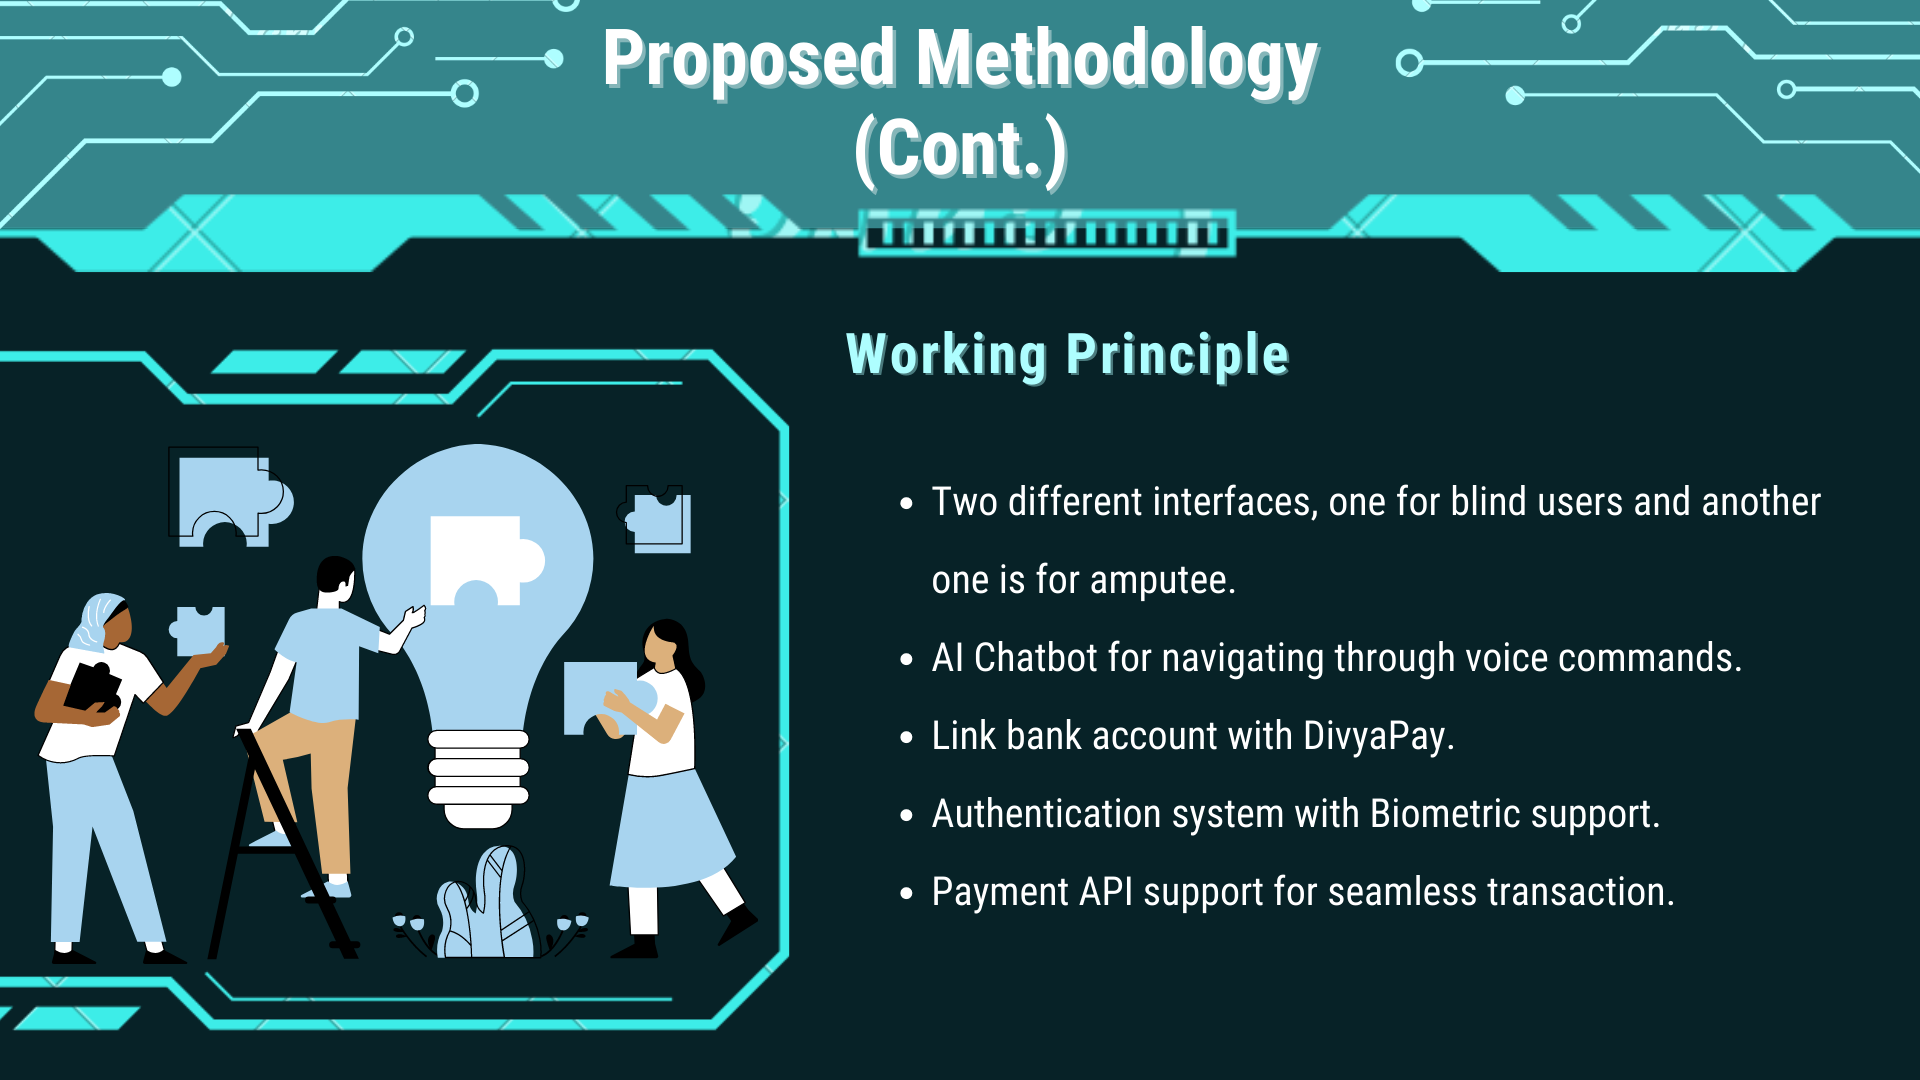 Proposed Methodology
(Cont.)
Working Principle
• Two different interfaces, one for blind users and another
one is for amputee.
• AI Chatbot for navigating through voice commands.
• Link bank account with DivyaPay.
• Authentication system with Biometric support.
• Payment API support for seamless transaction.